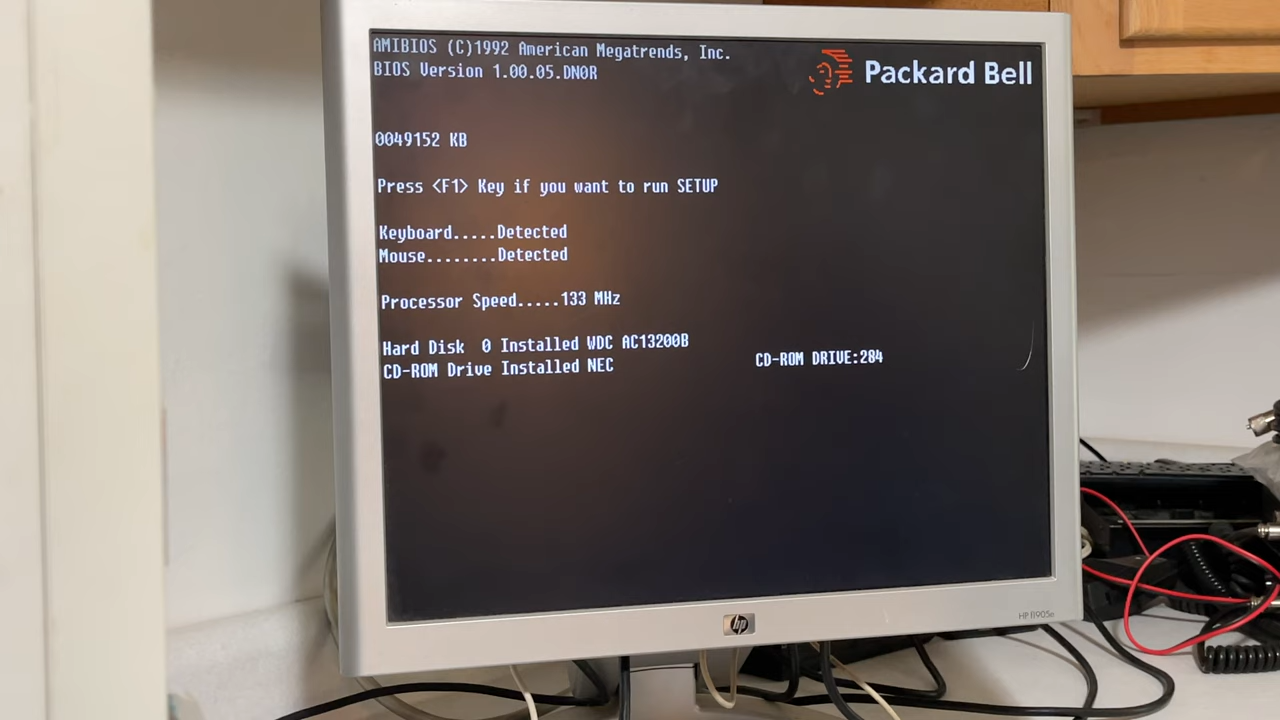 AMIBIOS (C)1992 American Megatrends, Inc.
BIOS Version 1.00.05.DN0R
Packard Bell
0049152 KB
Press <F1> Key if you want to run SETUP
Keyboard.....Detected
Mouse........Detected
Processor Speed.....133 MHz
Hard Disk  0 Installed WDC AC13200B
CD-ROM Drive Installed NEC                 CD-ROM DRIVE:284
hp
HP f1905e